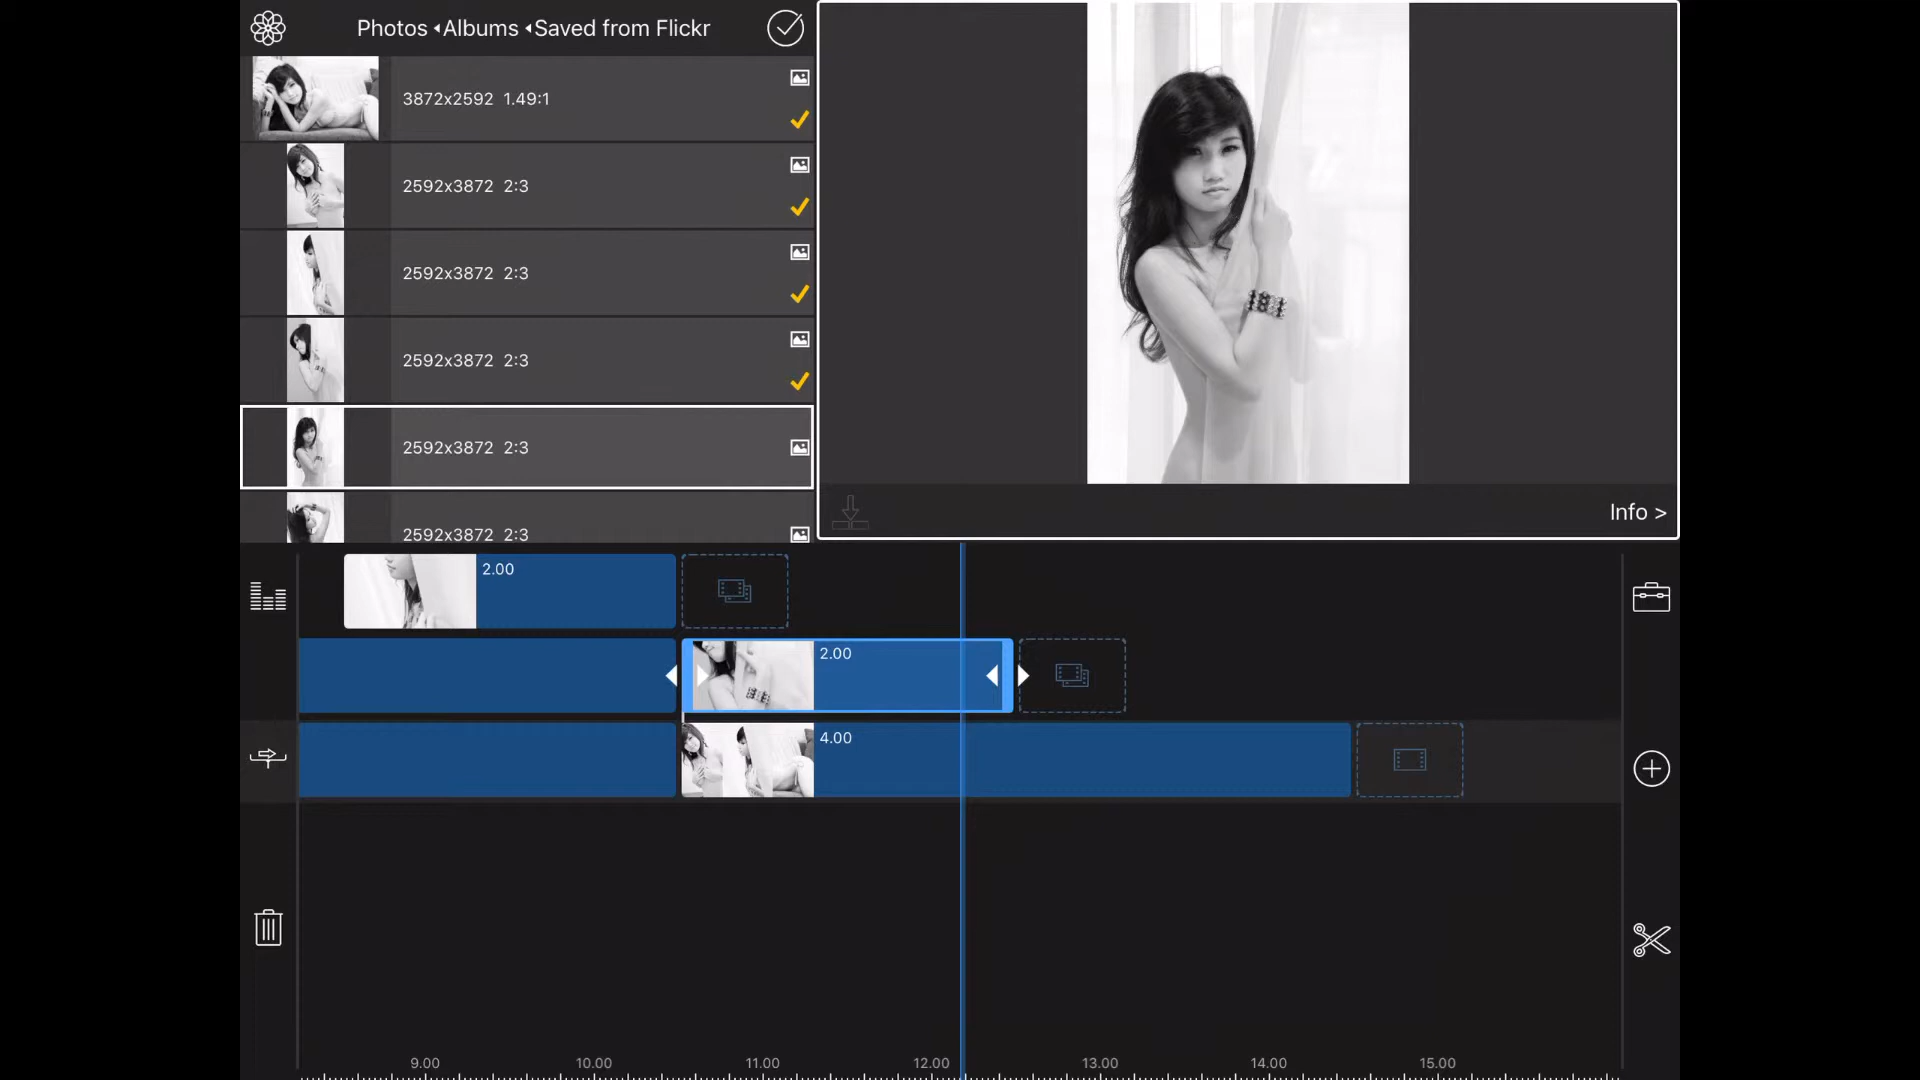 Photos ◂Albums ◂Saved from Flickr
3872x2592 1.49:1
2592x3872 2:3
2592x3872 2:3
2592x3872 2:3
2592x3872 2:3
2592x3872 2:3
Info >
2.00
2.00
4.00
9.00 10.00 11.00 12.00 13.00 14.00 15.00